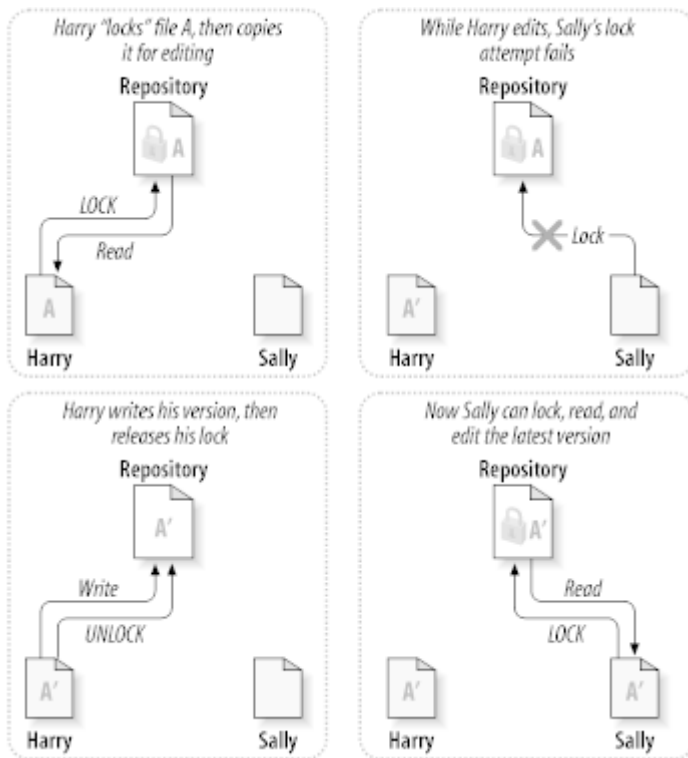 Harry “locks” file A, then copies
it for editing
Repository
A
LOCK
Read
A
Harry
Sally
While Harry edits, Sally’s lock
attempt fails
Repository
A
Lock
A’
Harry
Sally
Harry writes his version, then
releases his lock
Repository
A’
Write
UNLOCK
A’
Harry
Sally
Now Sally can lock, read, and
edit the latest version
Repository
A’
Read
LOCK
A’
A’
Harry
Sally